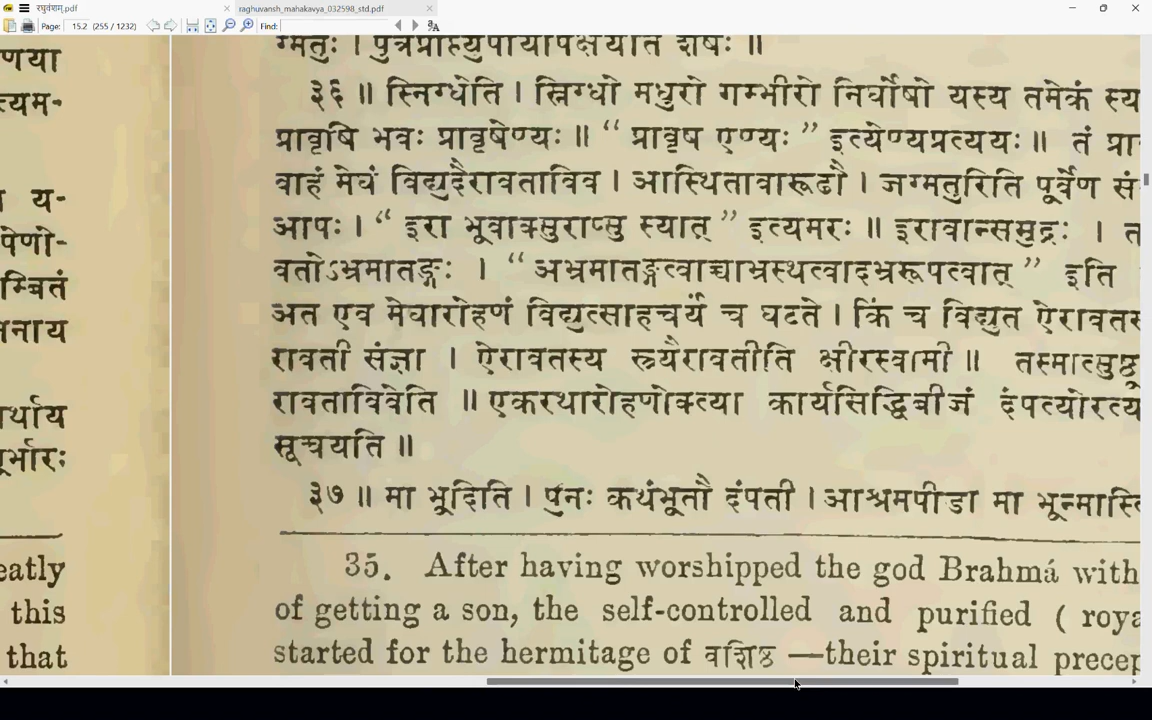 रघुवंशम्.pdf
raghuvansh_mahakavya_032598_std.pdf
Page: 15.2 (255 / 1232) Find:
णया
त्यम-
य-
पेणो-
म्बितं
नाय
र्थाय
र्भारः
eatly
this
that
ग्मतुः । पुत्रप्राप्त्युपायापेक्षयेति शेषः ॥
३६ ॥ स्निग्धेति । स्निग्धो मधुरो गम्भीरो निर्घोषो यस्य तमेकं स्य
प्रावृषि भवः प्रावृषेण्यः ॥ “ प्रावृष एण्यः ” इत्येण्यप्रत्ययः ॥ तं प्रा
वाहं मेघं विद्युदैरावताविव । आस्थितावारूढौ । जग्मतुरिति पूर्वेण सं
आपः । “ इरा भूवाक्सुराप्सु स्यात् ” इत्यमरः ॥ इरावान्समुद्रः । त
वतोऽभ्रमातङ्गः । “ अभ्रमातङ्गत्वाच्चाभ्रस्थत्वादभ्ररूपत्वात् ” इति
अत एव मेघारोहणं विद्युत्साहचर्यं च घटते । किं च विद्युत ऐरावतस
रावती संज्ञा । ऐरावतस्य स्त्र्यैरावतीति क्षीरस्वामी ॥ तस्मात्सुष्ठू
रावताविवेति ॥ एकरथारोहणोक्त्या कार्यसिद्धिबीजं दंपत्योरत्य
सूचयति ॥
३७ ॥ मा भूदिति । पुनः कथंभूतौ दंपती । आश्रमपीडा मा भून्मास्ति
35. After having worshipped the god Brahmá with
of getting a son, the self-controlled and purified ( roya
started for the hermitage of वशिष्ठ —their spiritual precep